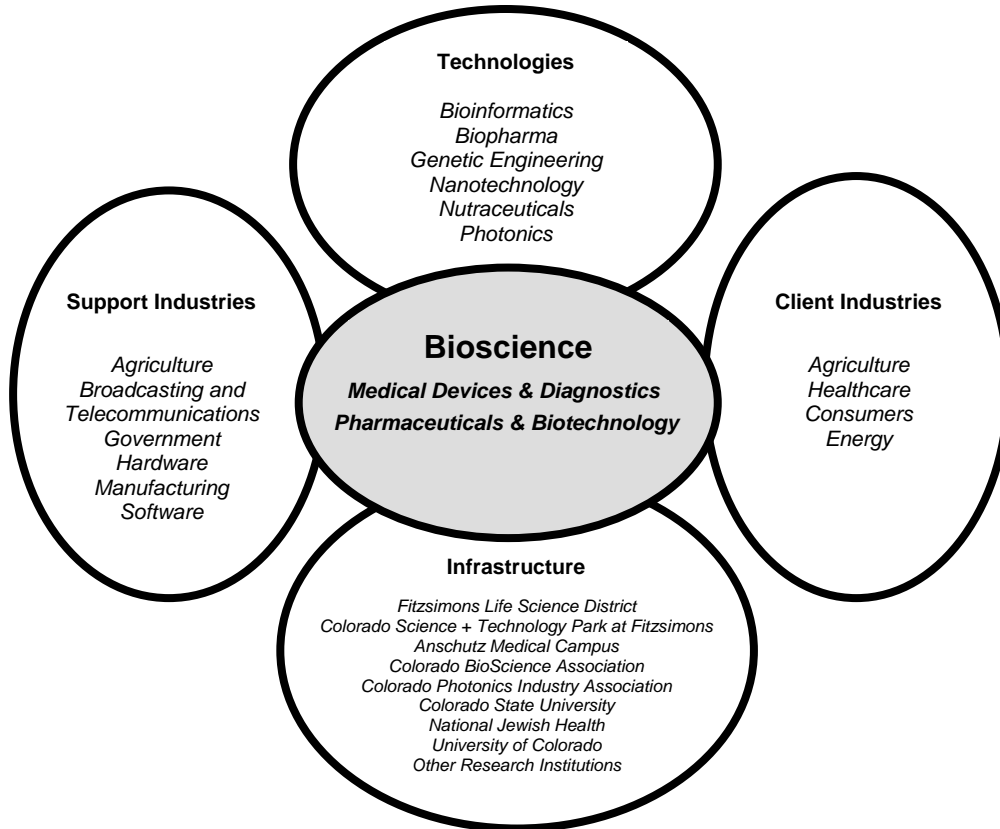 Technologies
Bioinformatics
Biopharma
Genetic Engineering
Nanotechnology
Nutraceuticals
Photonics
Support Industries
Agriculture
Broadcasting and
Telecommunications
Government
Hardware
Manufacturing
Software
Bioscience
Medical Devices & Diagnostics
Pharmaceuticals & Biotechnology
Client Industries
Agriculture
Healthcare
Consumers
Energy
Infrastructure
Fitzsimons Life Science District
Colorado Science + Technology Park at Fitzsimons
Anschutz Medical Campus
Colorado BioScience Association
Colorado Photonics Industry Association
Colorado State University
National Jewish Health
University of Colorado
Other Research Institutions